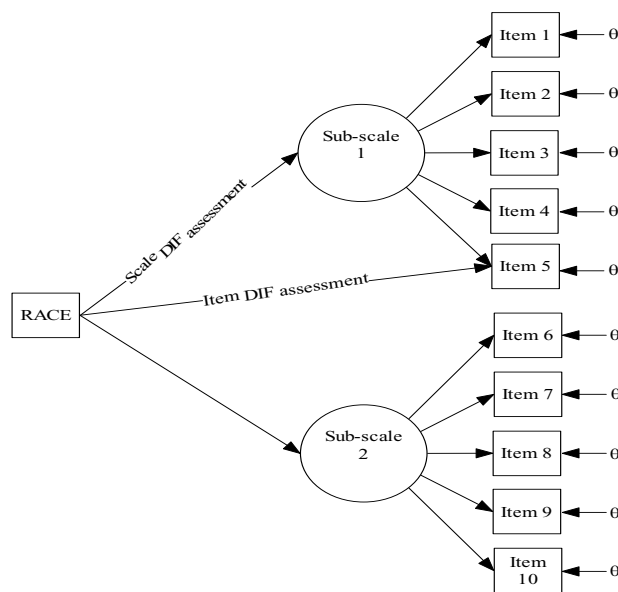 Item 1
θ
Item 2
θ
Sub-scale
1
Item 3
θ
Item 4
θ
Scale DIF assessment
Item 5
θ
Item DIF assessment
RACE
Item 6
θ
Item 7
θ
Sub-scale
2
Item 8
θ
Item 9
θ
Item
10
θ